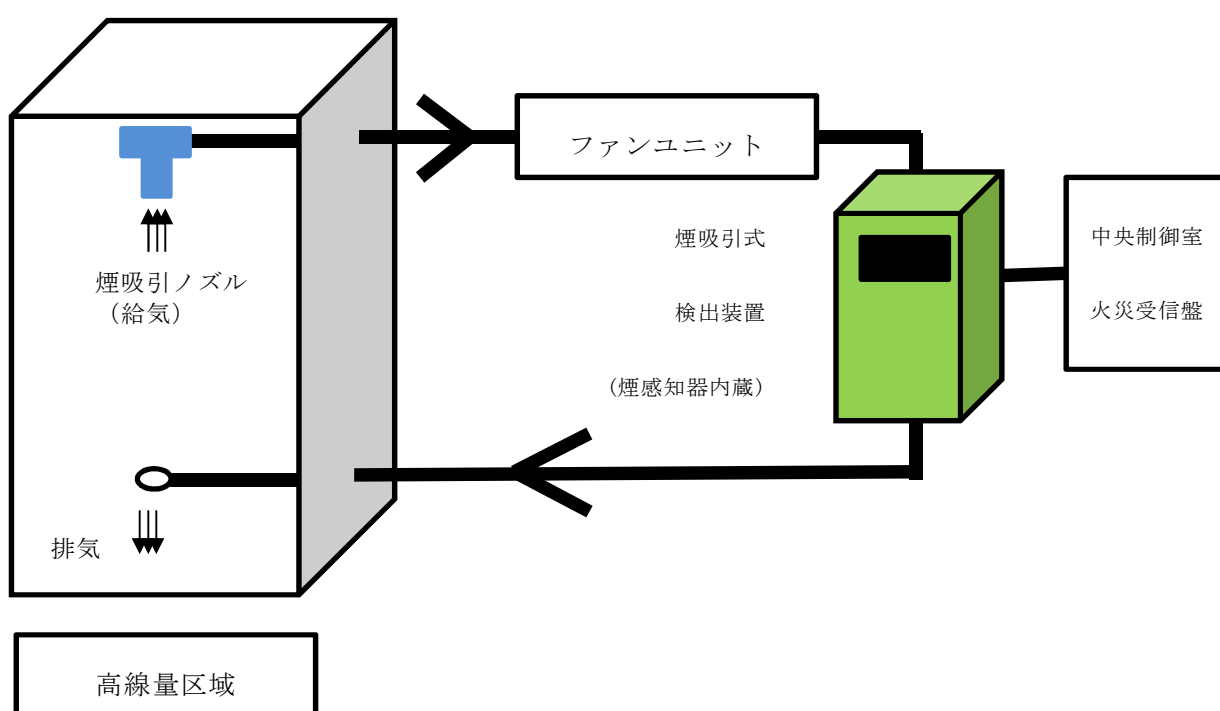 ファンユニット
煙吸引式
検出装置
(煙感知器内蔵)
中央制御室
火災受信盤
煙吸引ノズル
（給気）
排気
高線量区域